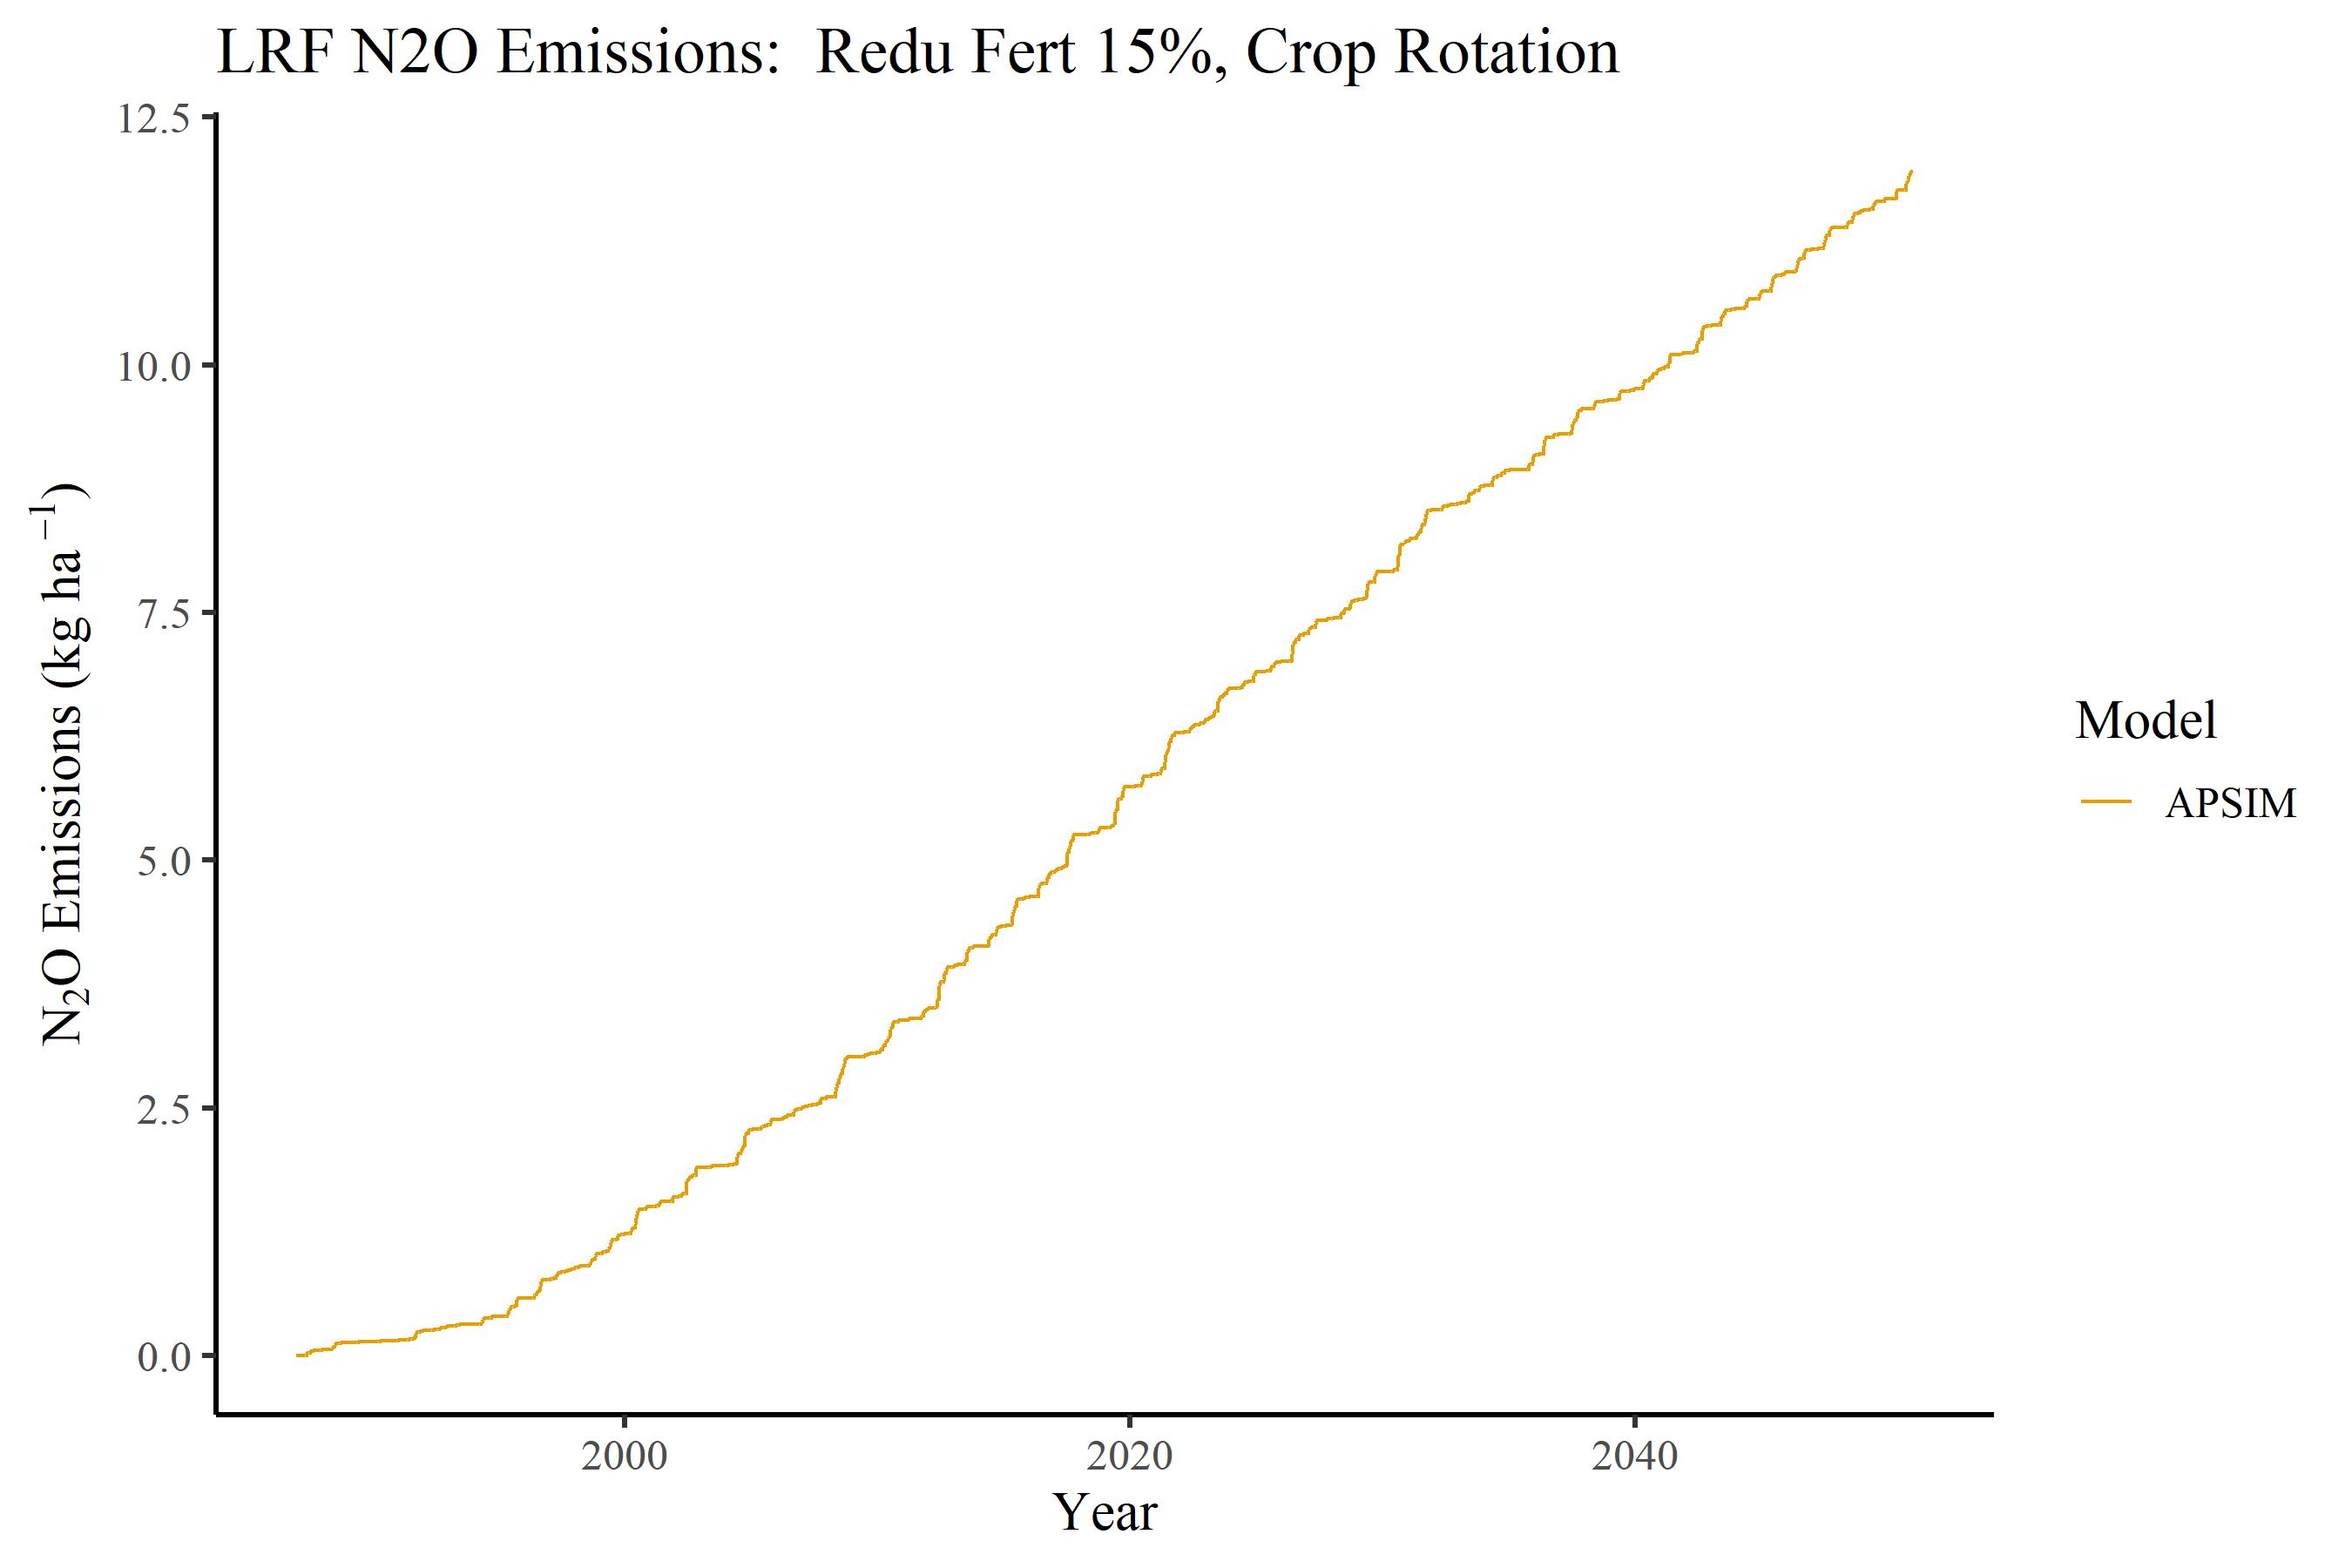 LRF N2O Emissions:  Redu Fert 15%, Crop Rotation
N₂O Emissions (kg ha⁻¹)
12.5
10.0
7.5
5.0
2.5
0.0
2000
2020
2040
Year
Model
APSIM